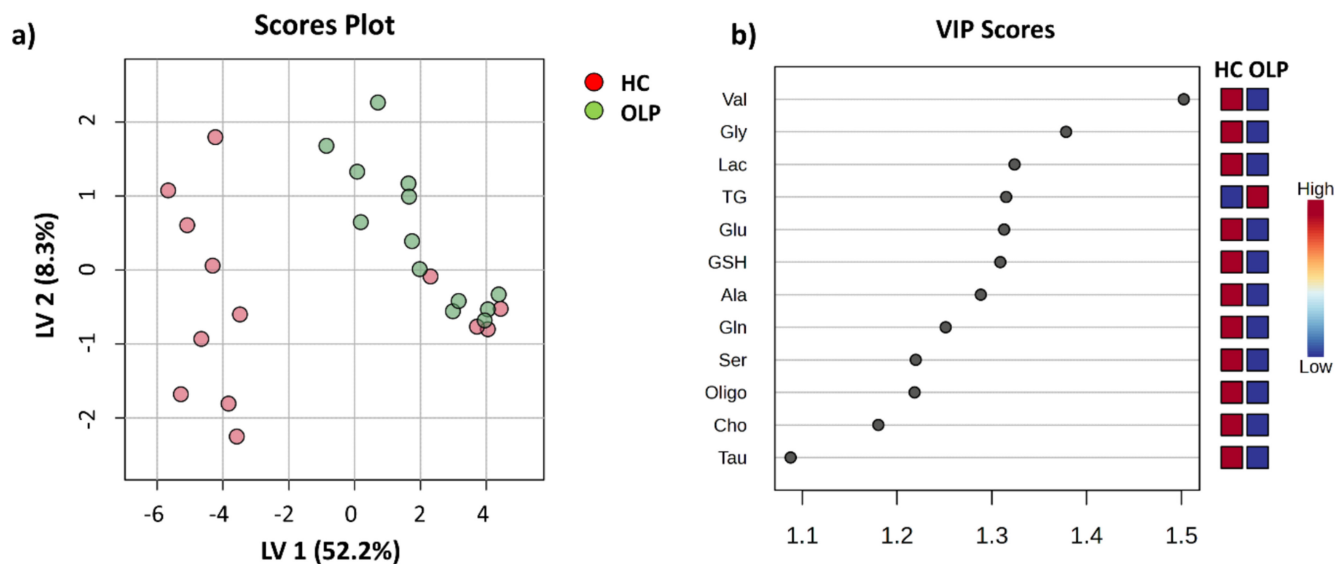 a)
Scores Plot
HC
OLP
2
1
0
-1
-2
LV 2 (8.3%)
-6 -4 -2 0 2 4
LV 1 (52.2%)
b)
VIP Scores
HC OLP
Val
Gly
Lac
TG
Glu
GSH
Ala
Gln
Ser
Oligo
Cho
Tau
1.1 1.2 1.3 1.4 1.5
High
Low